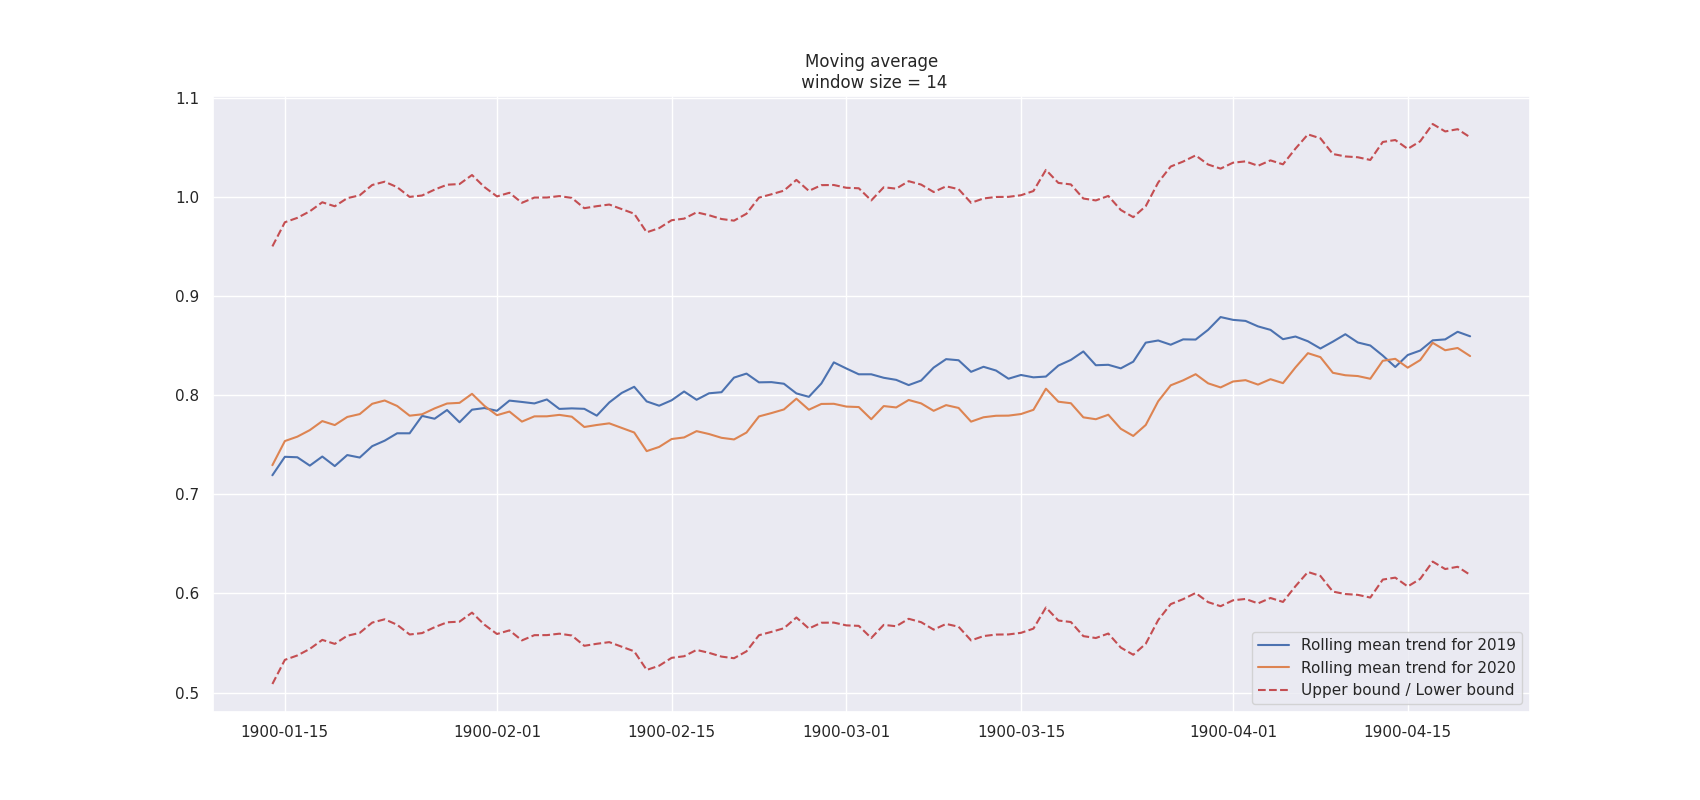 Moving average
window size = 14
1.1
1.0
0.9
0.8
0.7
0.6
0.5
Rolling mean trend for 2019
Rolling mean trend for 2020
Upper bound / Lower bound
1900-01-15
1900-02-01
1900-02-15
1900-03-01
1900-03-15
1900-04-01
1900-04-15